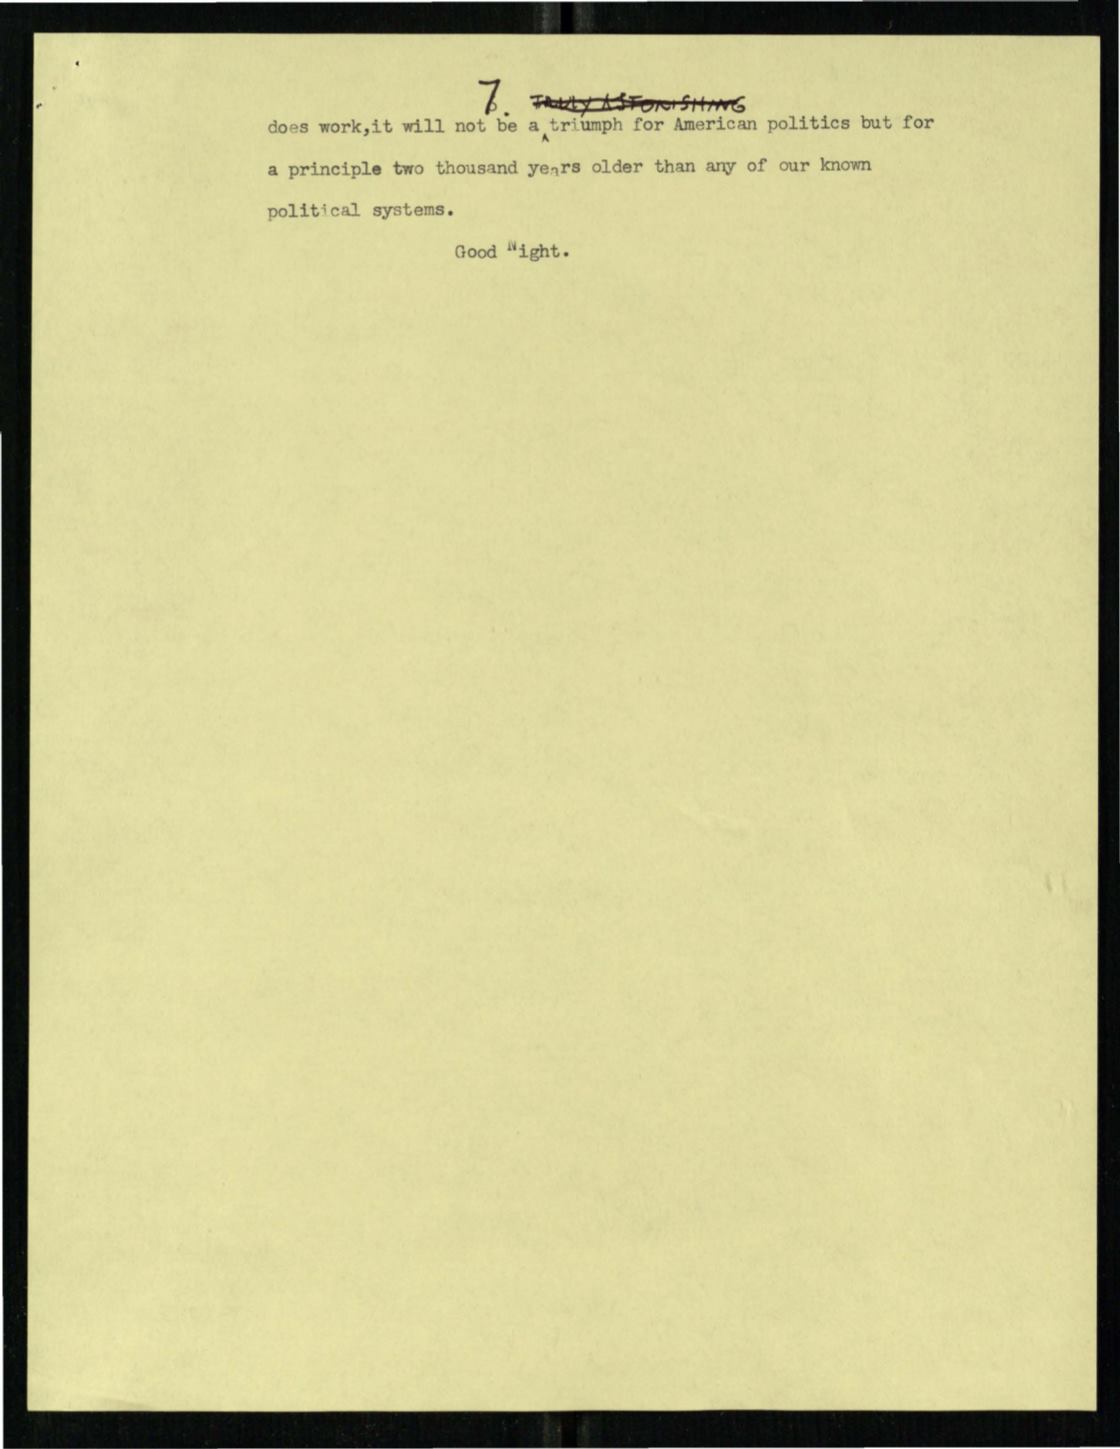 7. TRULY ASTONISHING
does work,it will not be a triumph for American politics but for
a principle two thousand years older than any of our known
political systems.
Good Night.